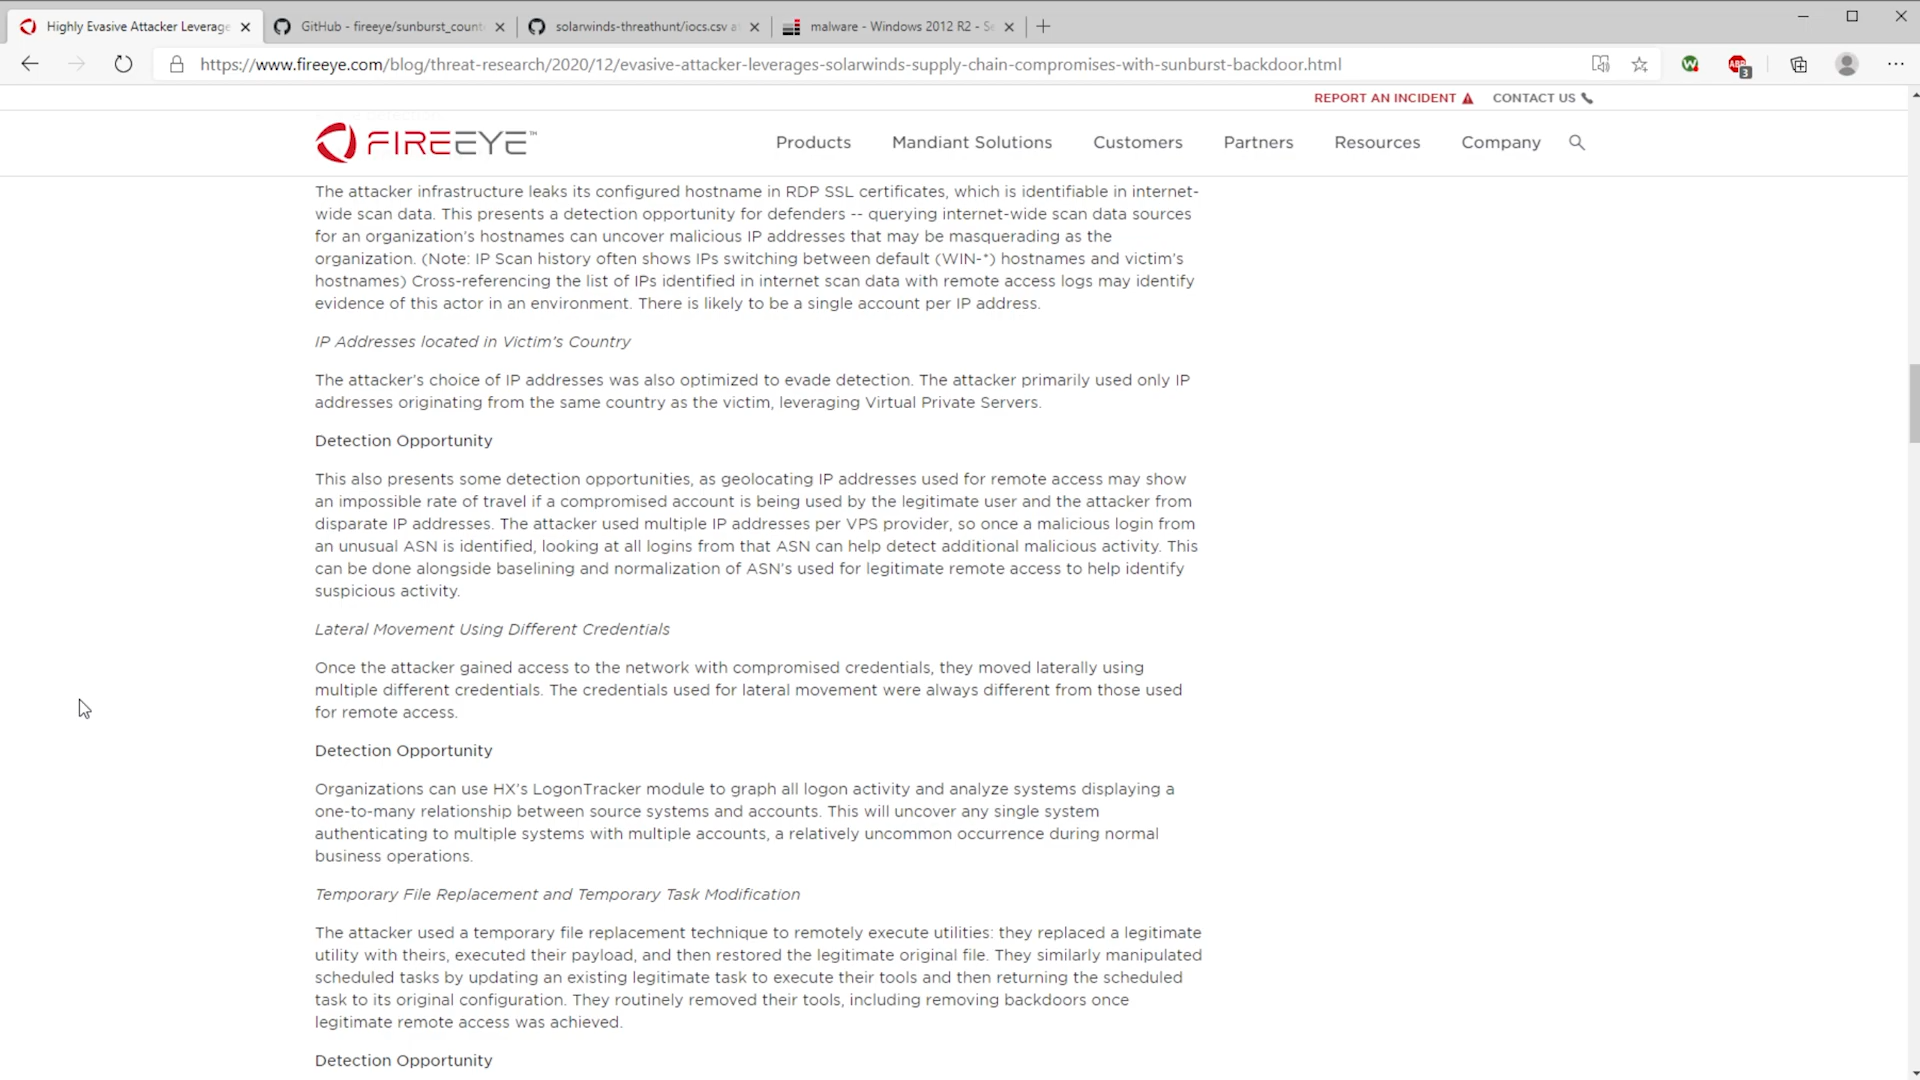 Highly Evasive Attacker Leverage
GitHub - fireeye/sunburst_count
solarwinds-threathunt/iocs.csv a
malware - Windows 2012 R2 - Se
https://www.fireeye.com/blog/threat-research/2020/12/evasive-attacker-leverages-solarwinds-supply-chain-compromises-with-sunburst-backdoor.html
W
ABP
3
REPORT AN INCIDENT
CONTACT US
FIREEYE™
Products
Mandiant Solutions
Customers
Partners
Resources
Company
The attacker infrastructure leaks its configured hostname in RDP SSL certificates, which is identifiable in internet-
wide scan data. This presents a detection opportunity for defenders -- querying internet-wide scan data sources
for an organization's hostnames can uncover malicious IP addresses that may be masquerading as the
organization. (Note: IP Scan history often shows IPs switching between default (WIN-*) hostnames and victim's
hostnames) Cross-referencing the list of IPs identified in internet scan data with remote access logs may identify
evidence of this actor in an environment. There is likely to be a single account per IP address.
IP Addresses located in Victim's Country
The attacker's choice of IP addresses was also optimized to evade detection. The attacker primarily used only IP
addresses originating from the same country as the victim, leveraging Virtual Private Servers.
Detection Opportunity
This also presents some detection opportunities, as geolocating IP addresses used for remote access may show
an impossible rate of travel if a compromised account is being used by the legitimate user and the attacker from
disparate IP addresses. The attacker used multiple IP addresses per VPS provider, so once a malicious login from
an unusual ASN is identified, looking at all logins from that ASN can help detect additional malicious activity. This
can be done alongside baselining and normalization of ASN's used for legitimate remote access to help identify
suspicious activity.
Lateral Movement Using Different Credentials
Once the attacker gained access to the network with compromised credentials, they moved laterally using
multiple different credentials. The credentials used for lateral movement were always different from those used
for remote access.
Detection Opportunity
Organizations can use HX's LogonTracker module to graph all logon activity and analyze systems displaying a
one-to-many relationship between source systems and accounts. This will uncover any single system
authenticating to multiple systems with multiple accounts, a relatively uncommon occurrence during normal
business operations.
Temporary File Replacement and Temporary Task Modification
The attacker used a temporary file replacement technique to remotely execute utilities: they replaced a legitimate
utility with theirs, executed their payload, and then restored the legitimate original file. They similarly manipulated
scheduled tasks by updating an existing legitimate task to execute their tools and then returning the scheduled
task to its original configuration. They routinely removed their tools, including removing backdoors once
legitimate remote access was achieved.
Detection Opportunity